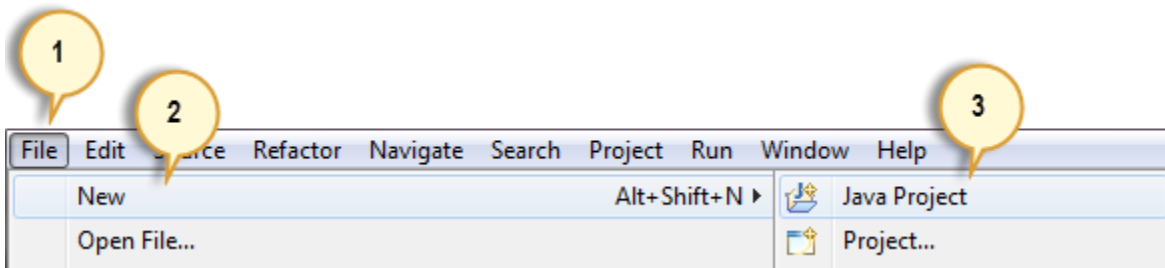 1
2
3
File Edit Source Refactor Navigate Search Project Run Window Help
New Alt+Shift+N Java Project
Open File... Project...